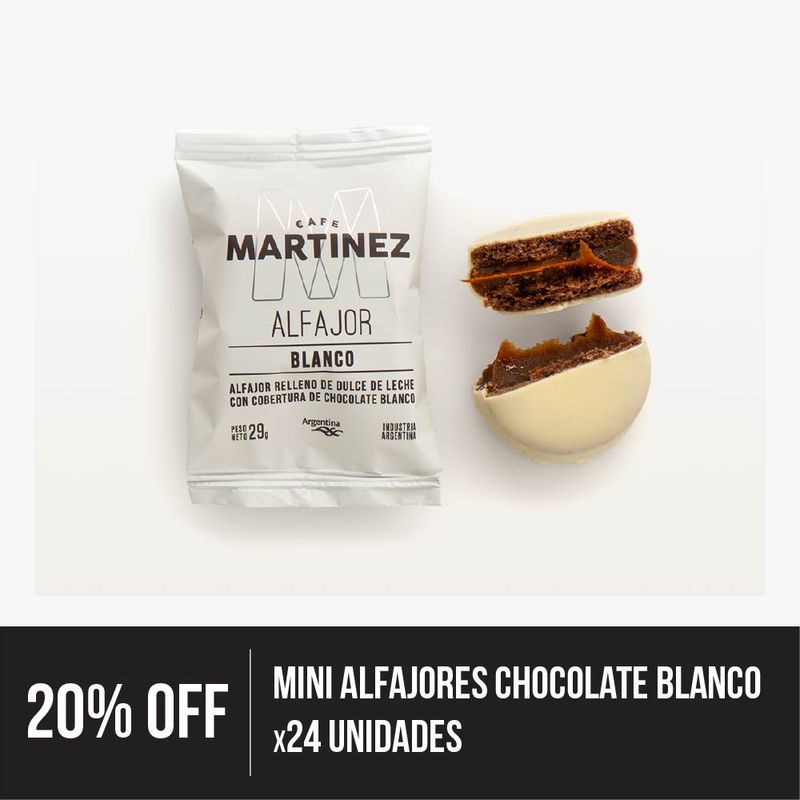 CAFE
MARTINEZ
ALFAJOR
BLANCO
ALFAJOR RELLENO DE DULCE DE LECHE
CON COBERTURA DE CHOCOLATE BLANCO
PESO
NETO 29g
Argentina
INDUSTRIA
ARGENTINA
20% OFF
MINI ALFAJORES CHOCOLATE BLANCO
x24 UNIDADES